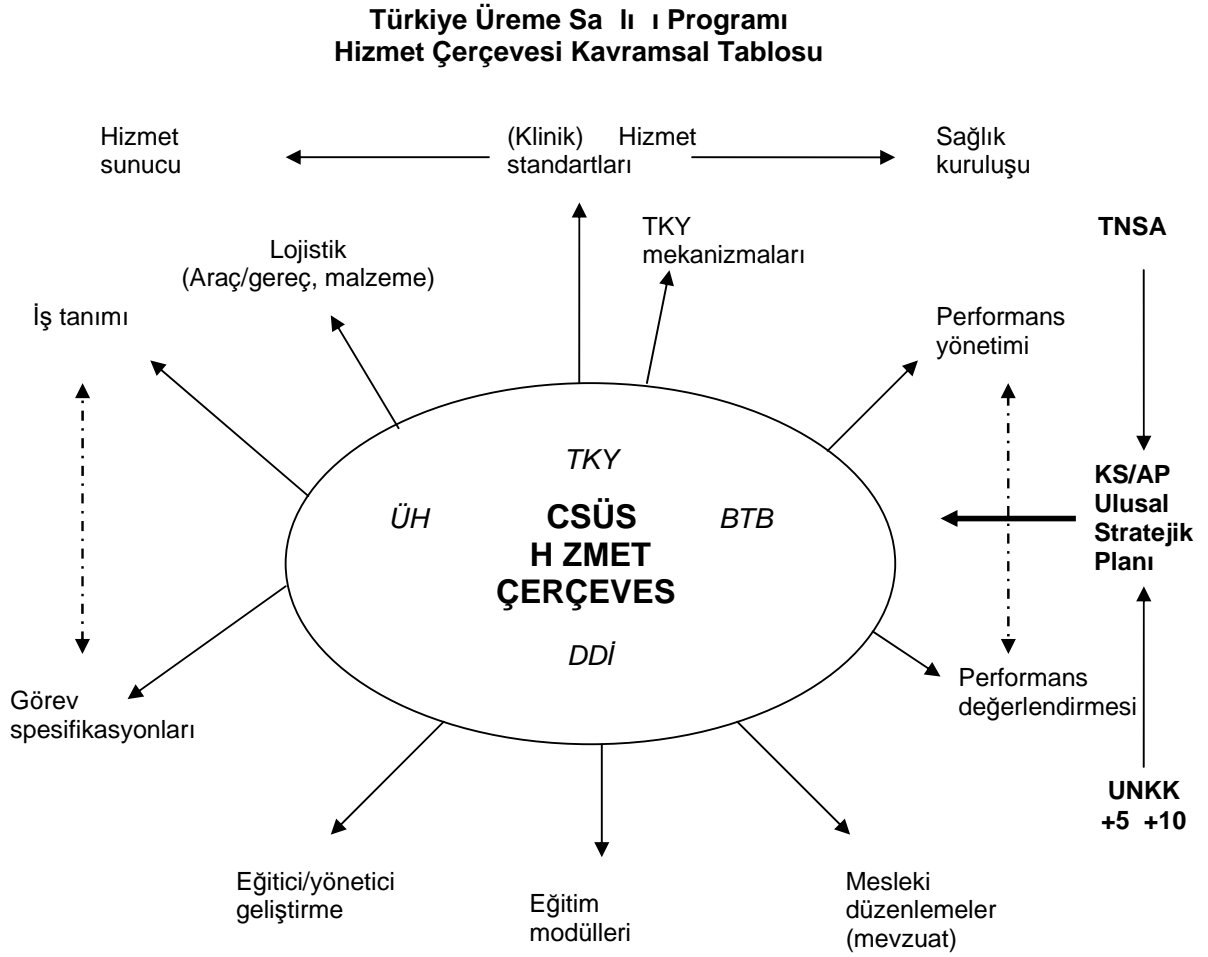 Türkiye Üreme Sa lı ı Programı
Hizmet Çerçevesi Kavramsal Tablosu
Hizmet
sunucu
(Klinik) Hizmet
standartları
Sağlık
kuruluşu
TKY
mekanizmaları
TNSA
Lojistik
(Araç/gereç, malzeme)
İş tanımı
Performans
yönetimi
TKY
ÜH
CSÜS
H ZMET
ÇERÇEVES
BTB
DDİ
KS/AP
Ulusal
Stratejik
Planı
Görev
spesifikasyonları
Performans
değerlendirmesi
UNKK
+5 +10
Eğitici/yönetici
geliştirme
Eğitim
modülleri
Mesleki
düzenlemeler
(mevzuat)